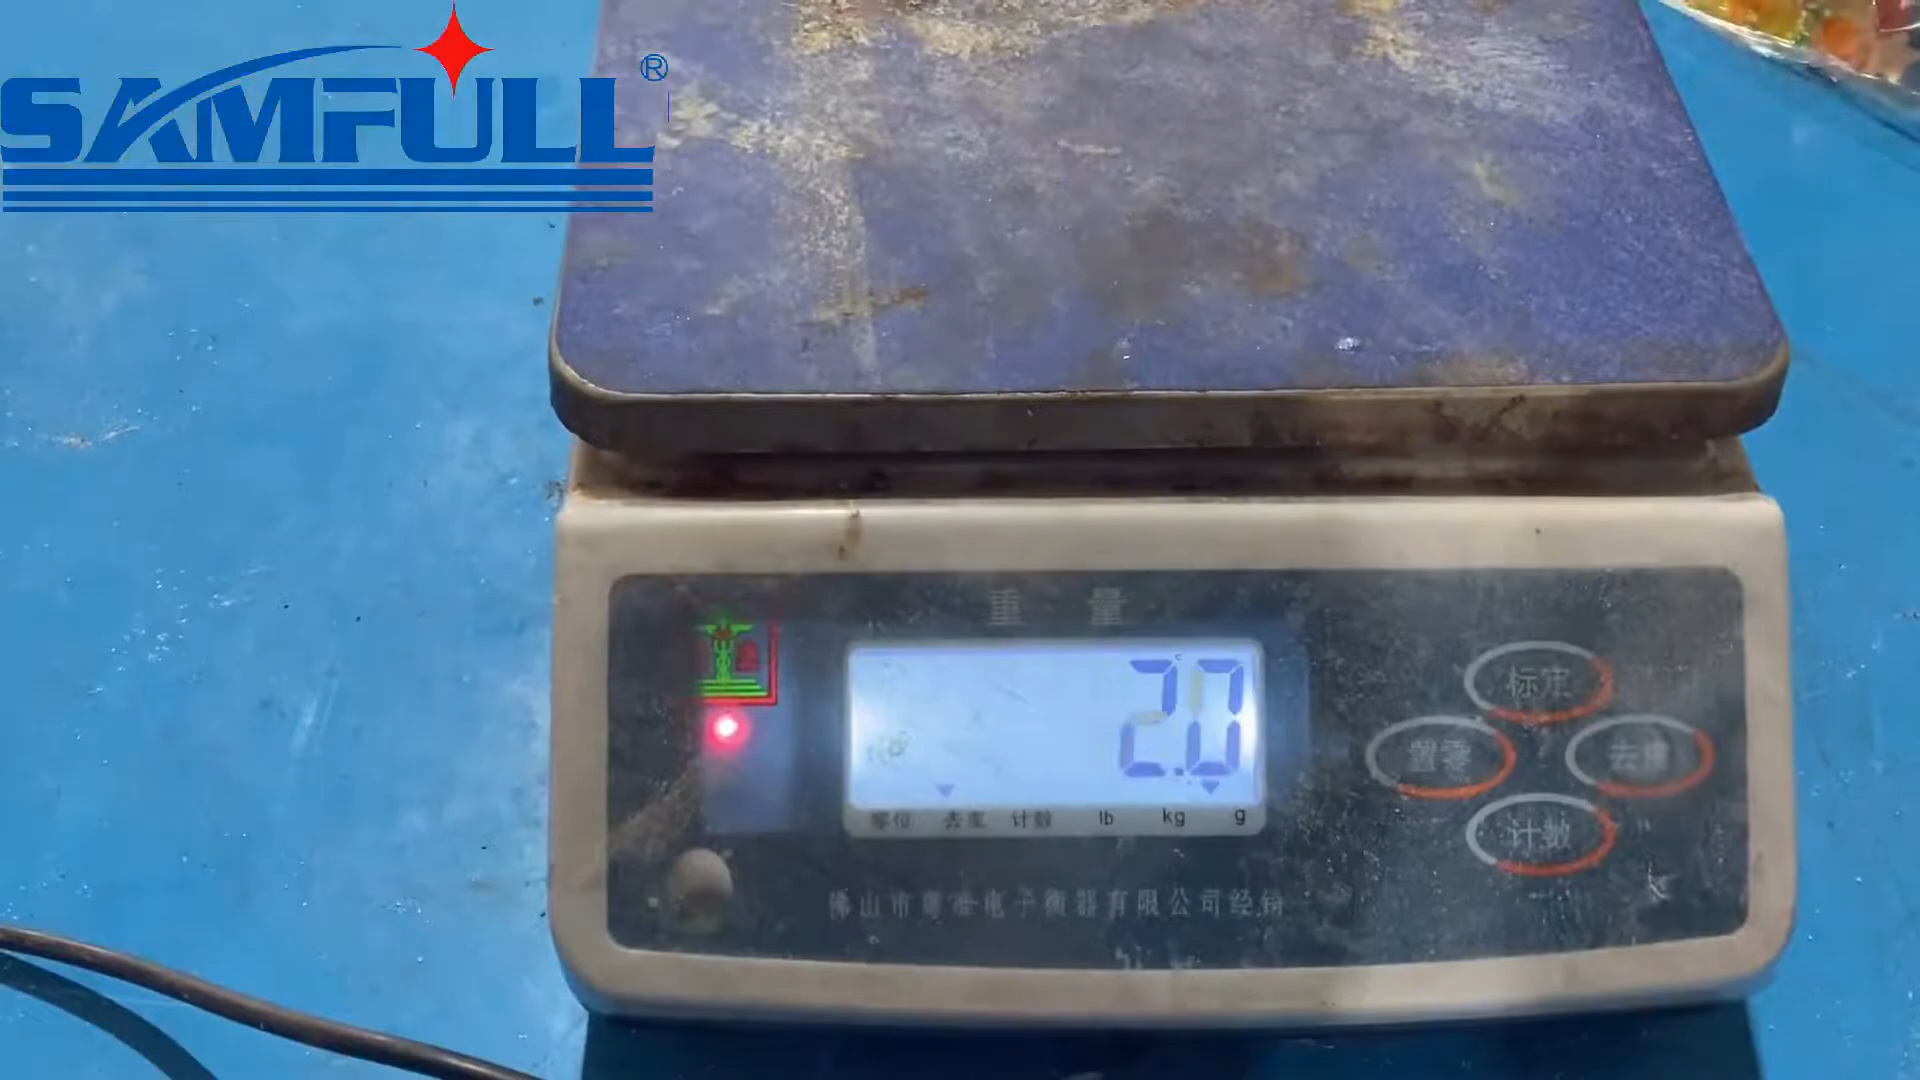 SAMFULL®
重 量
2.0
零位 去皮 计数 lb kg g
标定
置零 去皮
计数